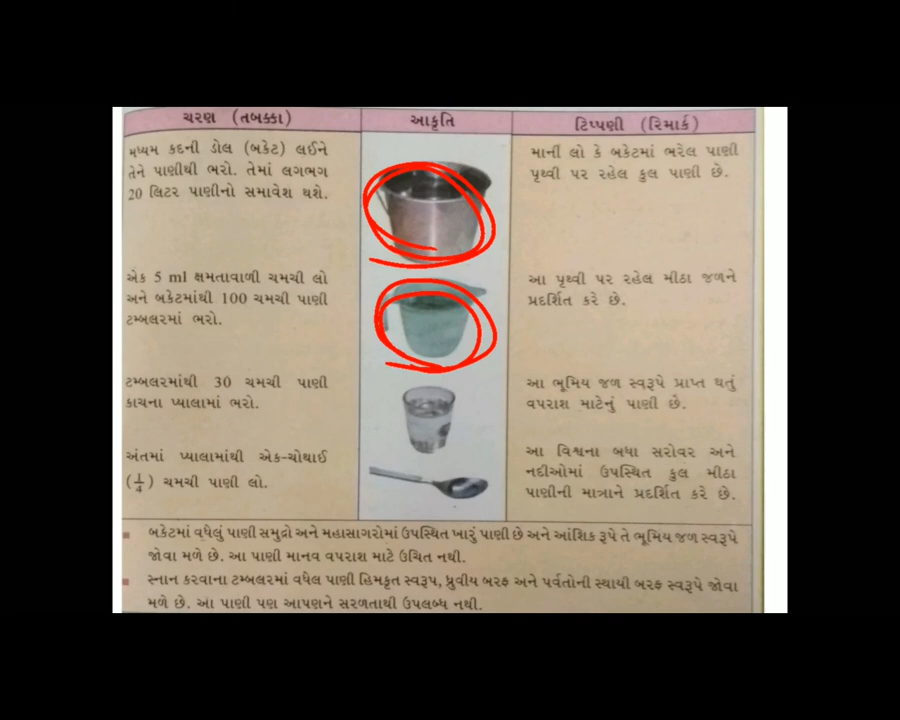 ચરણ (તબક્કા)
આકૃતિ
ટિપ્પણી (રિમાર્ક)
મધ્યમ કદની ડોલ (બકેટ) લઈને
તેને પાણીથી ભરો. તેમાં લગભગ
20 લિટર પાણીનો સમાવેશ થશે.
માની લો કે બકેટમાં ભરેલ પાણી
પૃથ્વી પર રહેલ કુલ પાણી છે.
એક 5 ml ક્ષમતાવાળી ચમચી લો
અને બકેટમાંથી 100 ચમચી પાણી
ટમ્બલરમાં ભરો.
આ પૃથ્વી પર રહેલ મીઠા જળને
પ્રદર્શિત કરે છે.
ટમ્બલરમાંથી 30 ચમચી પાણી
કાચના પ્યાલામાં ભરો.
આ ભૂમિય જળ સ્વરૂપે પ્રાપ્ત થતું
વપરાશ માટેનું પાણી છે.
અંતમાં પ્યાલામાંથી એક-ચોથાઈ
(1/4) ચમચી પાણી લો.
આ વિશ્વના બધા સરોવર અને
નદીઓમાં ઉપસ્થિત કુલ મીઠા
પાણીની માત્રાને પ્રદર્શિત કરે છે.
બકેટમાં વધેલું પાણી સમુદ્રો અને મહાસાગરોમાં ઉપસ્થિત ખારું પાણી છે અને આંશિક રૂપે તે ભૂમિય જળ સ્વરૂપે
જોવા મળે છે. આ પાણી માનવ વપરાશ માટે ઉચિત નથી.
સ્નાન કરવાના ટમ્બલરમાં વધેલ પાણી હિમકૃત સ્વરૂપ, ધ્રુવીય બરફ અને પર્વતોની સ્થાયી બરફ સ્વરૂપે જોવા
મળે છે. આ પાણી પણ આપણને સરળતાથી ઉપલબ્ધ નથી.